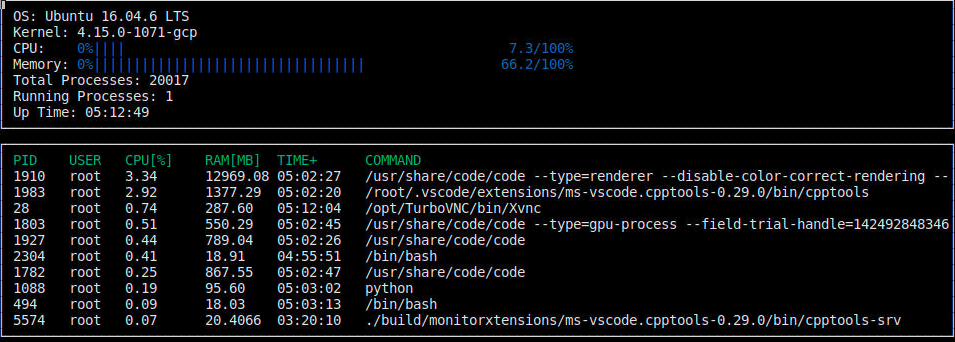 OS: Ubuntu 16.04.6 LTS
Kernel: 4.15.0-1071-gcp
CPU: 0%|||| 7.3/100%
Memory: 0%|||||||||||||||||||||||||||||||||| 66.2/100%
Total Processes: 20017
Running Processes: 1
Up Time: 05:12:49
PID USER CPU[%] RAM[MB] TIME+ COMMAND
1910 root 3.34 12969.08 05:02:27 /usr/share/code/code --type=renderer --disable-color-correct-rendering --
1983 root 2.92 1377.29 05:02:20 /root/.vscode/extensions/ms-vscode.cpptools-0.29.0/bin/cpptools
28 root 0.74 287.60 05:12:04 /opt/TurboVNC/bin/Xvnc
1803 root 0.51 550.29 05:02:45 /usr/share/code/code --type=gpu-process --field-trial-handle=142492848346
1927 root 0.44 789.04 05:02:26 /usr/share/code/code
2304 root 0.41 18.91 04:55:51 /bin/bash
1782 root 0.25 867.55 05:02:47 /usr/share/code/code
1088 root 0.19 95.60 05:03:02 python
494 root 0.09 18.03 05:03:13 /bin/bash
5574 root 0.07 20.4066 03:20:10 ./build/monitorxtensions/ms-vscode.cpptools-0.29.0/bin/cpptools-srv